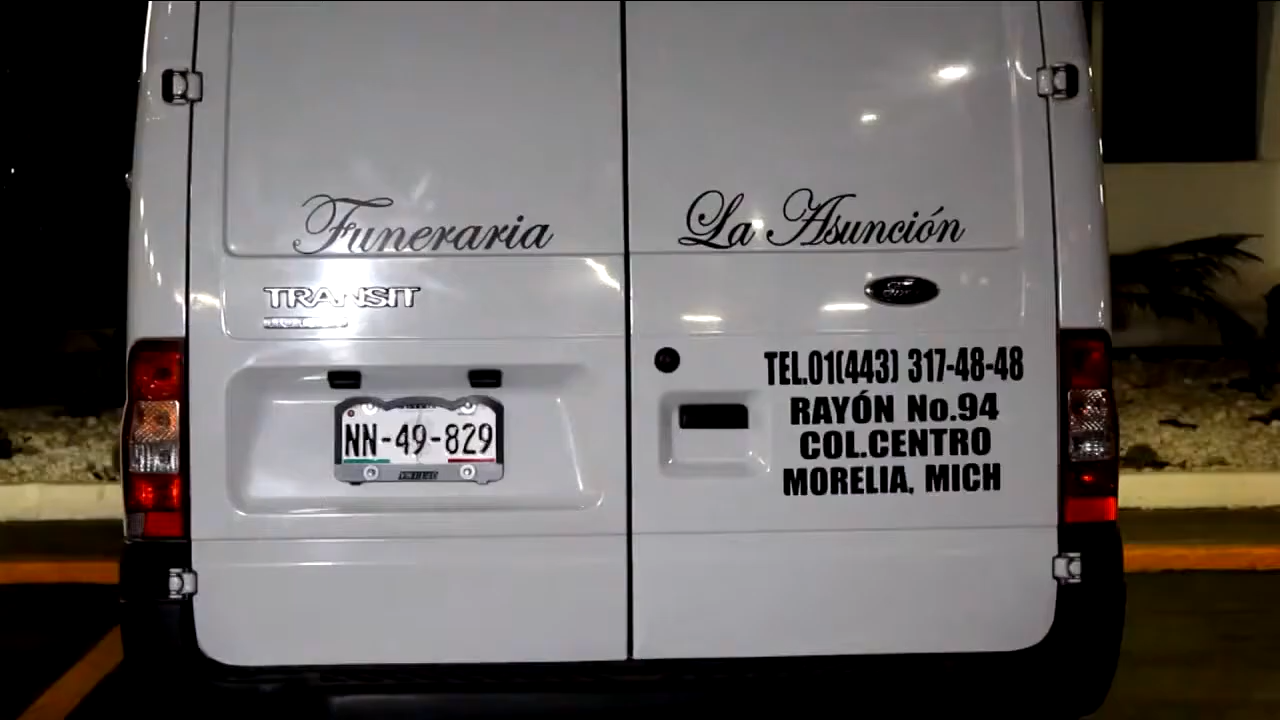 Funeraria La Asunción
TRANSIT
Ford
TEL.01(443) 317-48-48
RAYÓN No.94
COL.CENTRO
MORELIA, MICH
NN-49-829